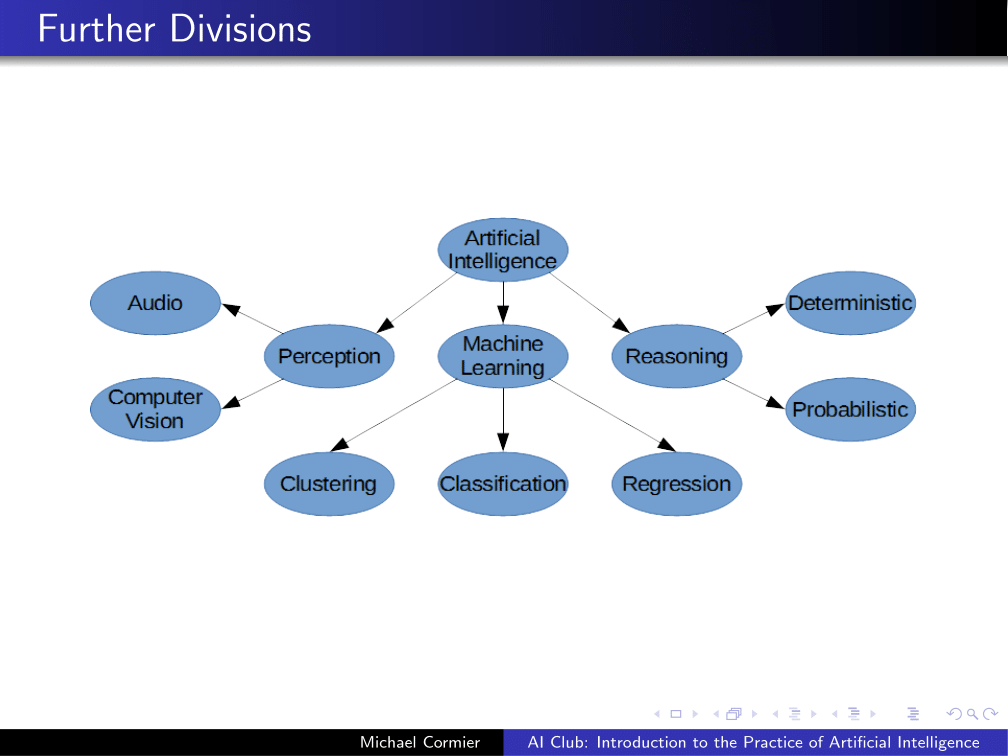 Further Divisions
Artificial
Intelligence
Audio
Deterministic
Perception
Machine
Learning
Reasoning
Computer
Vision
Probabilistic
Clustering
Classification
Regression
Michael Cormier
AI Club: Introduction to the Practice of Artificial Intelligence